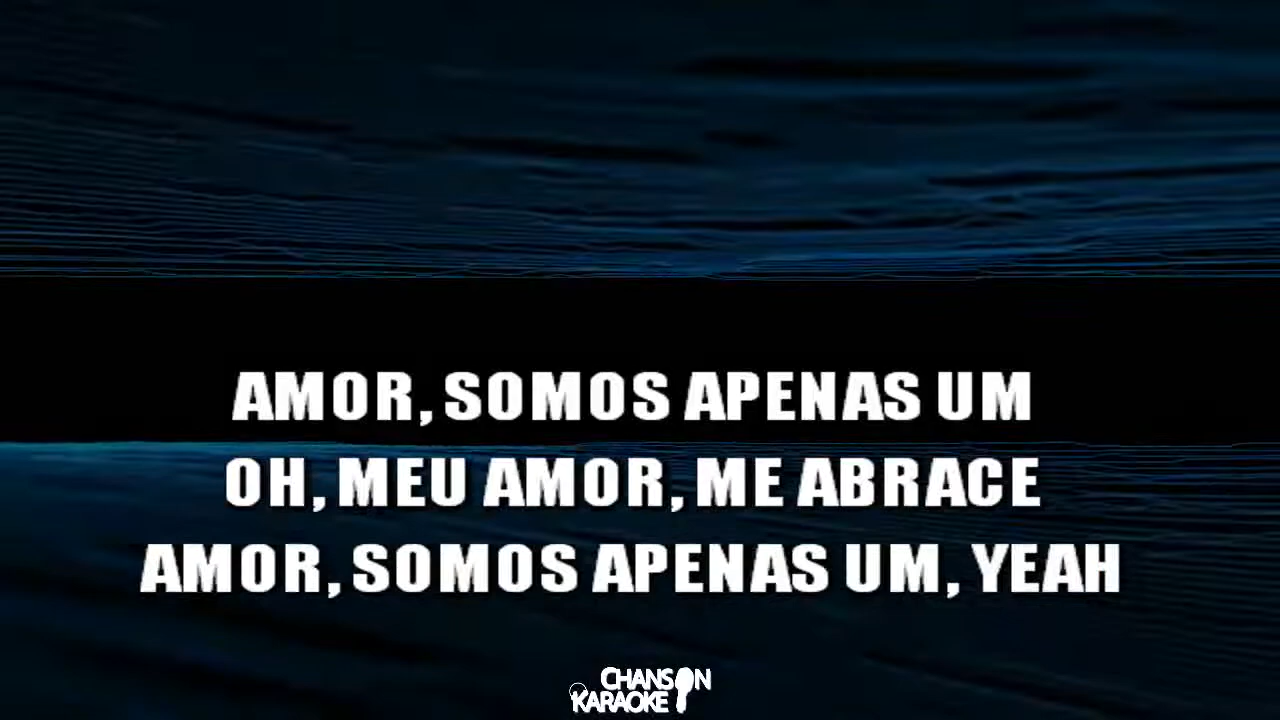 AMOR, SOMOS APENAS UM
OH, MEU AMOR, ME ABRACE
AMOR, SOMOS APENAS UM, YEAH
CHANSON
KARAOKE